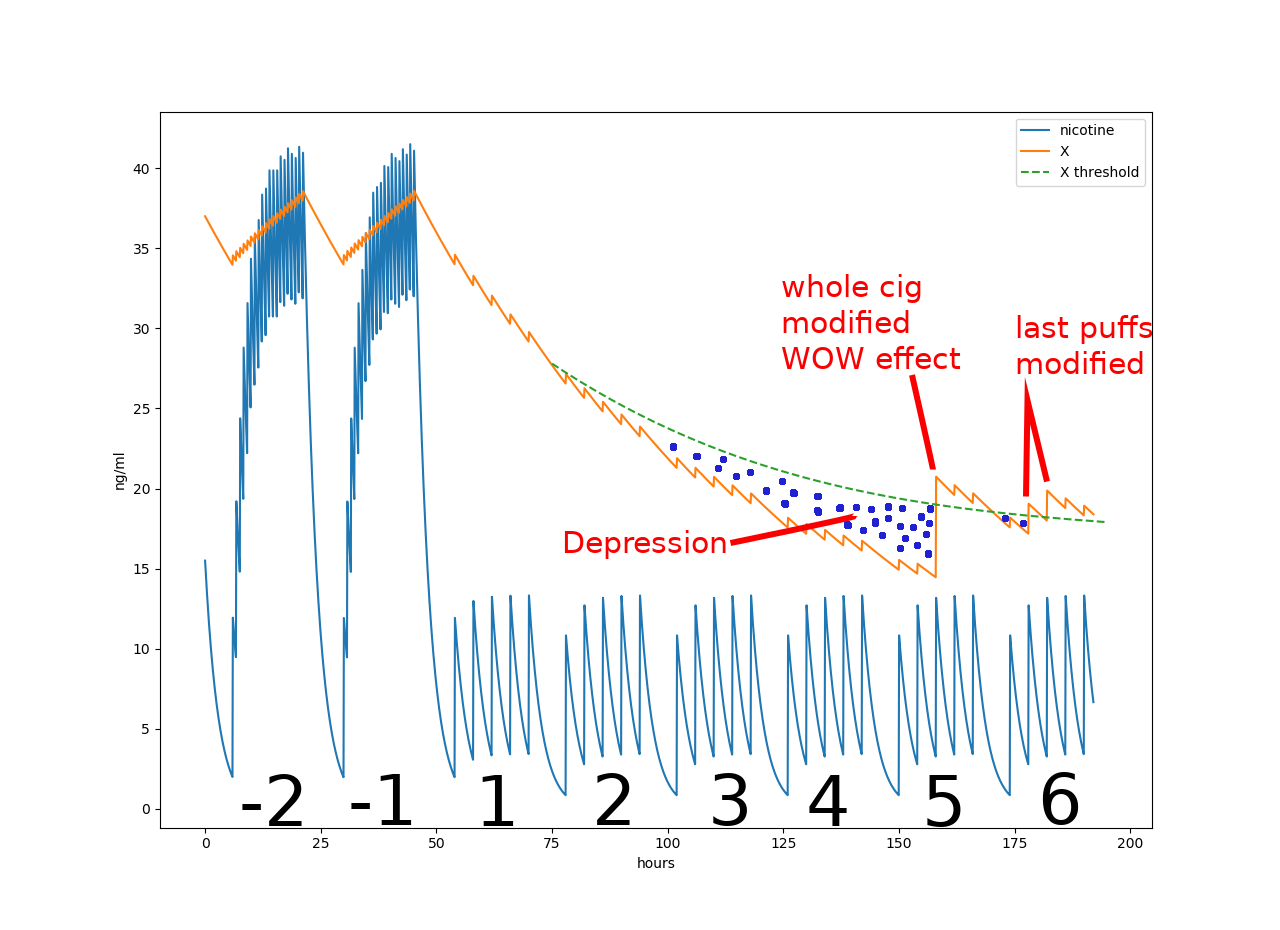 nicotine
X
X threshold
whole cig
modified
WOW effect
last puffs
modified
Depression
ng/ml
40
35
30
25
20
15
10
5
0
-2 -1 1 2 3 4 5 6
0 25 50 75 100 125 150 175 200
hours